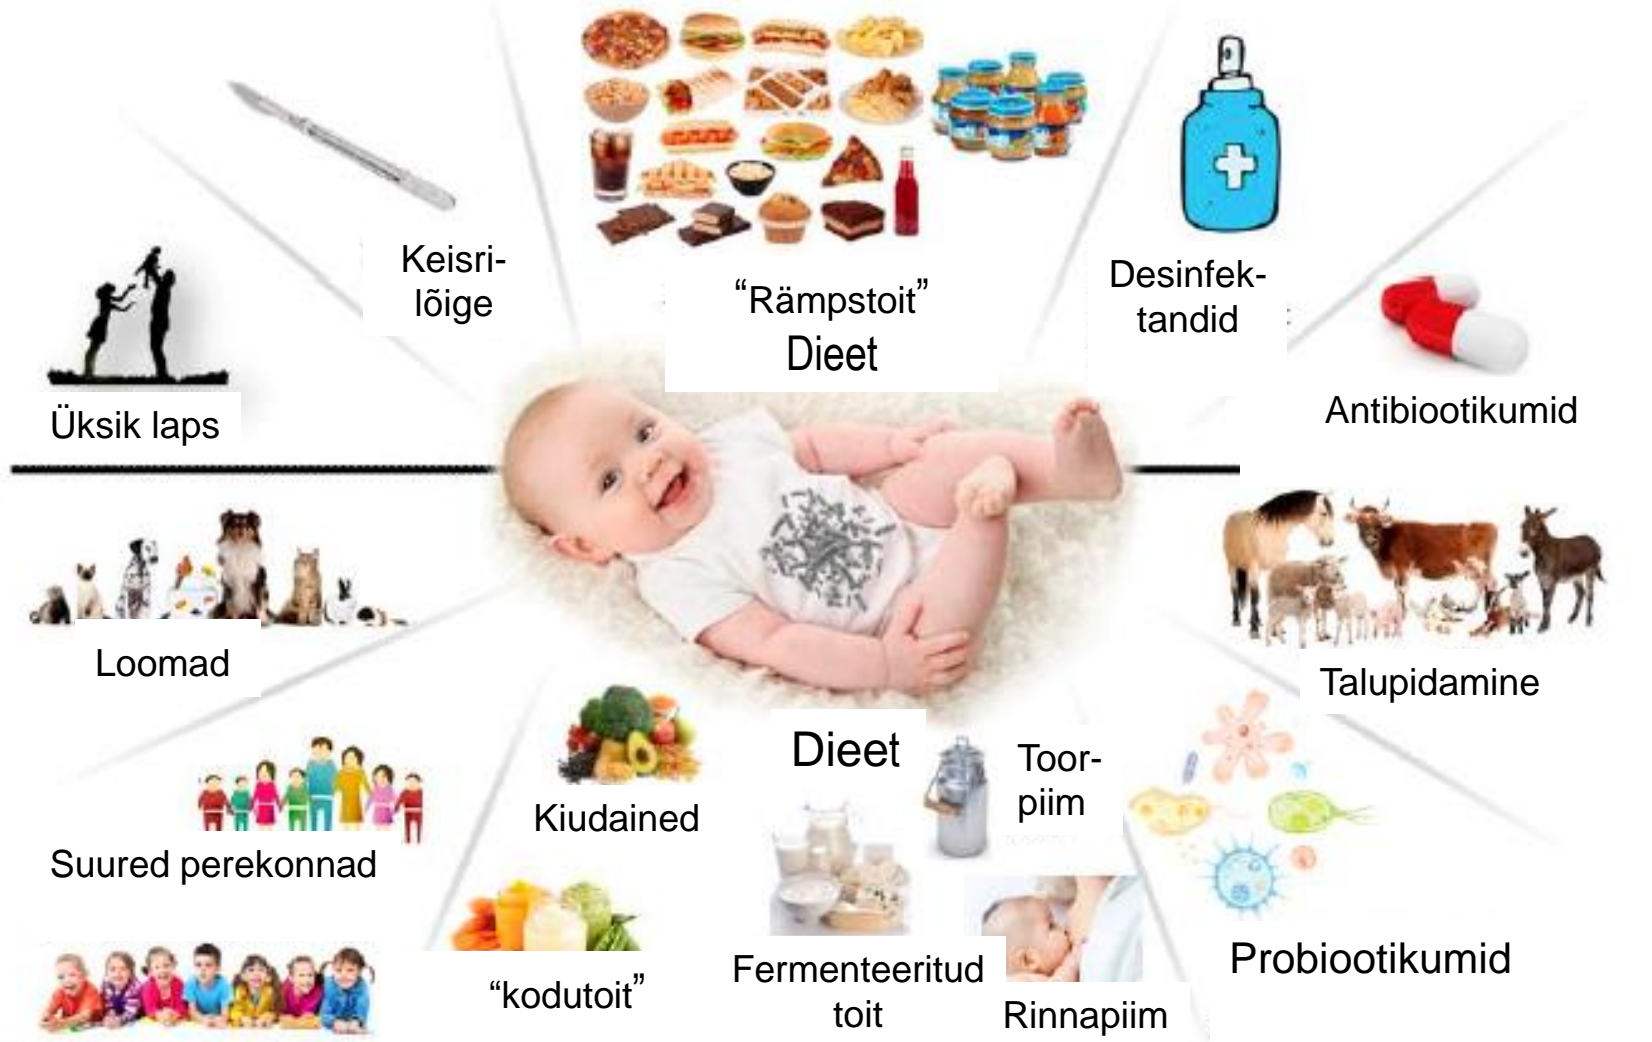 Keisri-
lõige
“Rämpstoit”
Dieet
Desinfek-
tandid
Üksik laps
Antibiootikumid
Loomad
Talupidamine
Suured perekonnad
Kiudained
Dieet
Toor-
piim
“kodutoit”
Fermenteeritud
toit
Rinnapiim
Probiootikumid